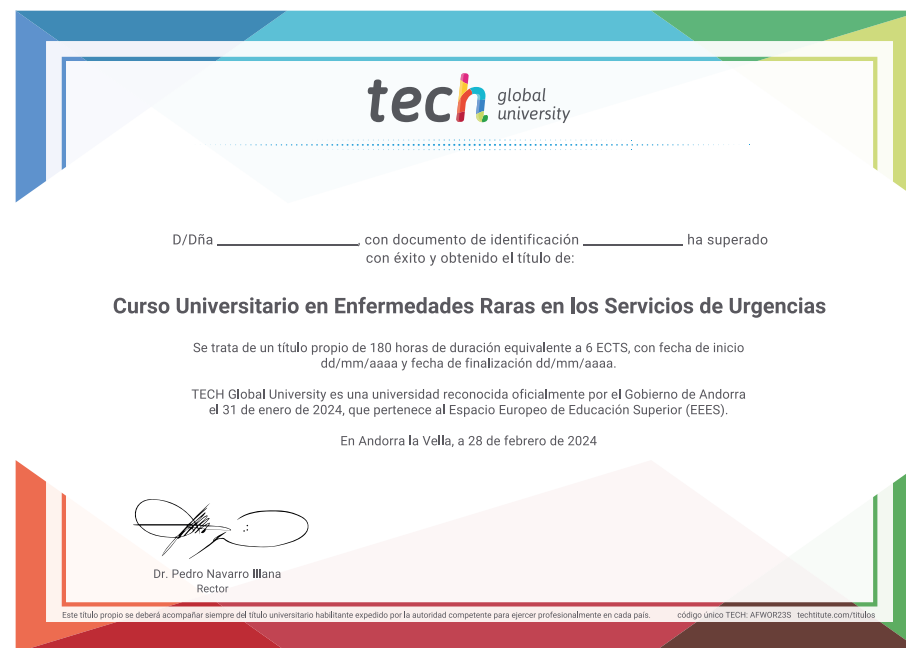 tech global university
D/Dña ____________________, con documento de identificación ______________ ha superado
con éxito y obtenido el título de:
Curso Universitario en Enfermedades Raras en los Servicios de Urgencias
Se trata de un título propio de 180 horas de duración equivalente a 6 ECTS, con fecha de inicio
dd/mm/aaaa y fecha de finalización dd/mm/aaaa.
TECH Global University es una universidad reconocida oficialmente por el Gobierno de Andorra
el 31 de enero de 2024, que pertenece al Espacio Europeo de Educación Superior (EEES).
En Andorra la Vella, a 28 de febrero de 2024
Dr. Pedro Navarro Illana
Rector
Este título propio se deberá acompañar siempre del título universitario habilitante expedido por la autoridad competente para ejercer profesionalmente en cada país. código único TECH: AFWOR23S techtitute.com/títulos